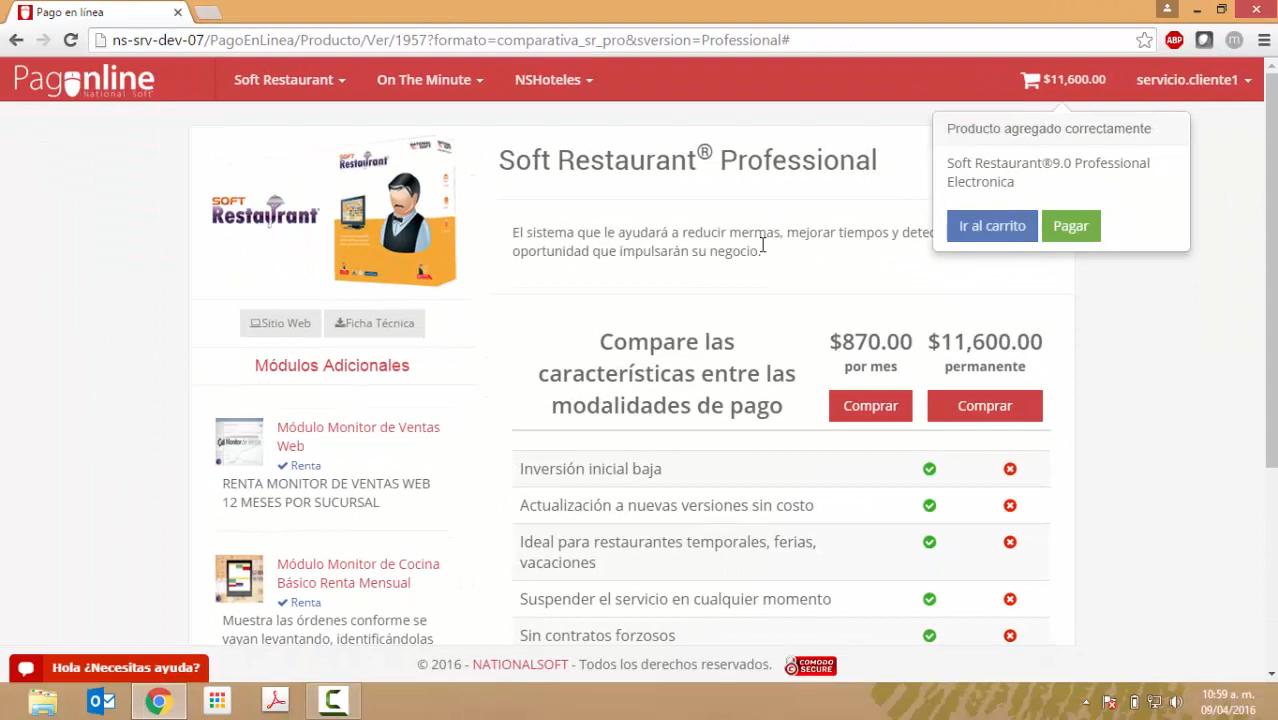 Pago en línea
ns-srv-dev-07/PagoEnLinea/Producto/Ver/1957?formato=comparativa_sr_pro&sversion=Professional#
ABP
m
Pagonline
NATIONAL SOFT
Soft Restaurant
On The Minute
NSHoteles
$11,600.00
servicio.cliente1
Producto agregado correctamente
Soft Restaurant®9.0 Professional
Electronica
Ir al carrito
Pagar
SOFT
Restaurant
SOFT
Restaurant
Soft Restaurant® Professional
El sistema que le ayudará a reducir mermas, mejorar tiempos y detec
oportunidad que impulsarán su negocio.
Sitio Web
Ficha Técnica
Módulos Adicionales
Módulo Monitor de Ventas
Web
Renta
RENTA MONITOR DE VENTAS WEB
12 MESES POR SUCURSAL
Módulo Monitor de Cocina
Básico Renta Mensual
Renta
Muestra las órdenes conforme se
vayan levantando, identificándolas
Compare las
características entre las
modalidades de pago
$870.00
por mes
Comprar
$11,600.00
permanente
Comprar
Inversión inicial baja
Actualización a nuevas versiones sin costo
Ideal para restaurantes temporales, ferias,
vacaciones
Suspender el servicio en cualquier momento
Sin contratos forzosos
Hola ¿Necesitas ayuda?
© 2016 - NATIONALSOFT - Todos los derechos reservados.
COMODO
SECURE
10:59 a. m.
09/04/2016